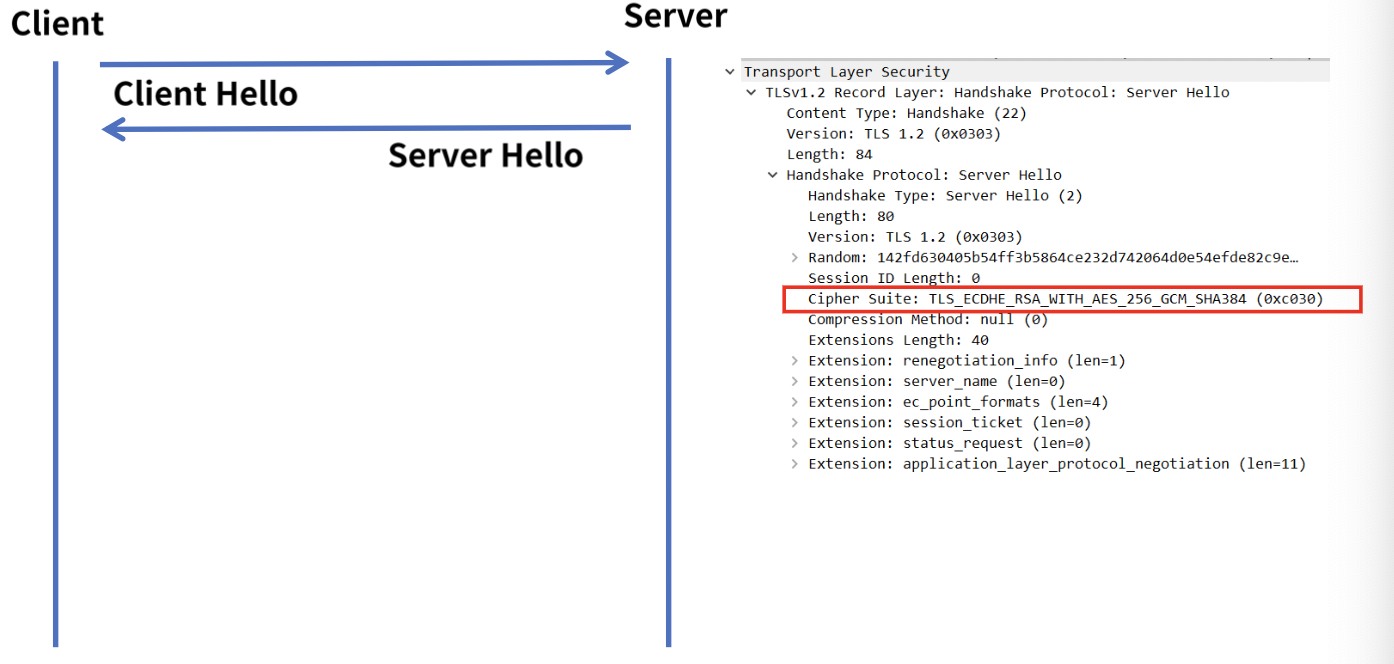 Client
Server
Client Hello
Server Hello
Transport Layer Security
TLSv1.2 Record Layer: Handshake Protocol: Server Hello
Content Type: Handshake (22)
Version: TLS 1.2 (0x0303)
Length: 84
Handshake Protocol: Server Hello
Handshake Type: Server Hello (2)
Length: 80
Version: TLS 1.2 (0x0303)
Random: 142fd630405b54ff3b5864ce232d742064d0e54efde82c9e…
Session ID Length: 0
Cipher Suite: TLS_ECDHE_RSA_WITH_AES_256_GCM_SHA384 (0xc030)
Compression Method: null (0)
Extensions Length: 40
Extension: renegotiation_info (len=1)
Extension: server_name (len=0)
Extension: ec_point_formats (len=4)
Extension: session_ticket (len=0)
Extension: status_request (len=0)
Extension: application_layer_protocol_negotiation (len=11)